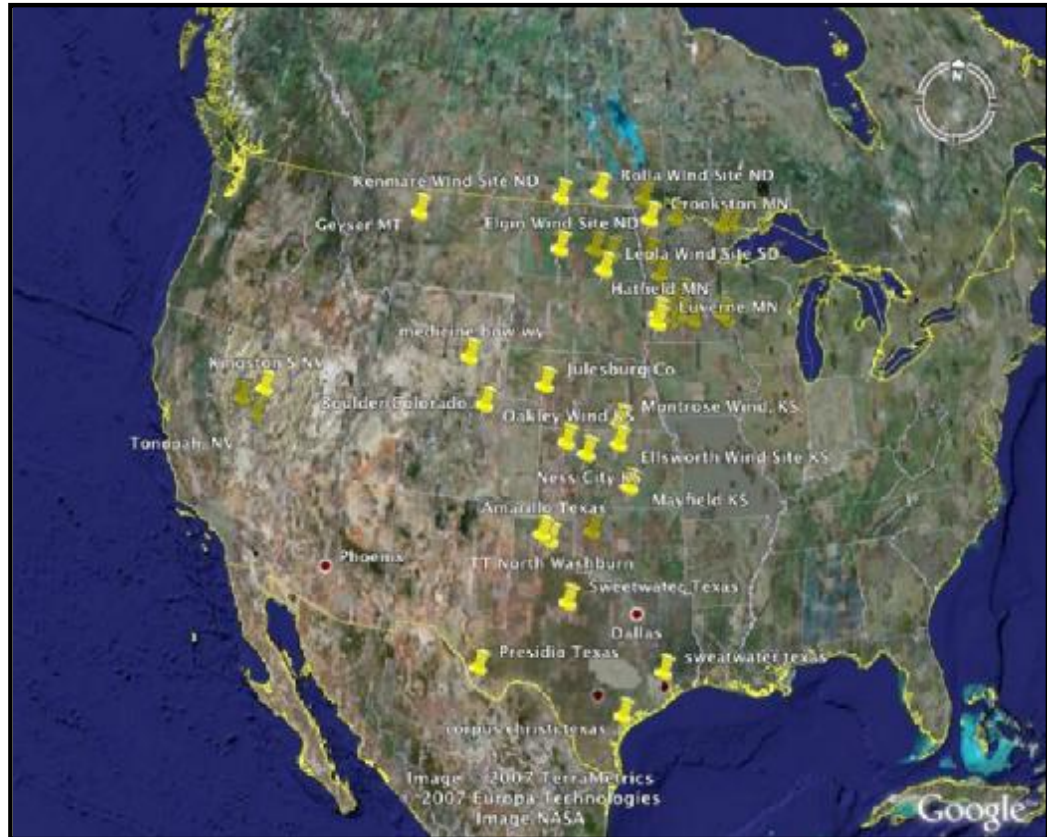 N
Kenmare Wind Site ND
Rolla Wind Site ND
Crookston MN
Geyser MT
Elgin Wind Site ND
Leola Wind Site SD
Hatfield MN
Luverne MN
medicine bow wy
Kingston S NV
Julesburg Co
Boulder Colorado
Oakley Wind KS
Montrose Wind, KS
Tonopah, NV
Ellsworth Wind Site KS
Ness City KS
Mayfield KS
Amarillo Texas
Phoenix
TT North Washburn
Sweetwater, Texas
Dallas
Presidio Texas
sweatwater texas
corpus christi texas
Image 2007 TerraMetrics
2007 Europa Technologies
Image NASA
Google